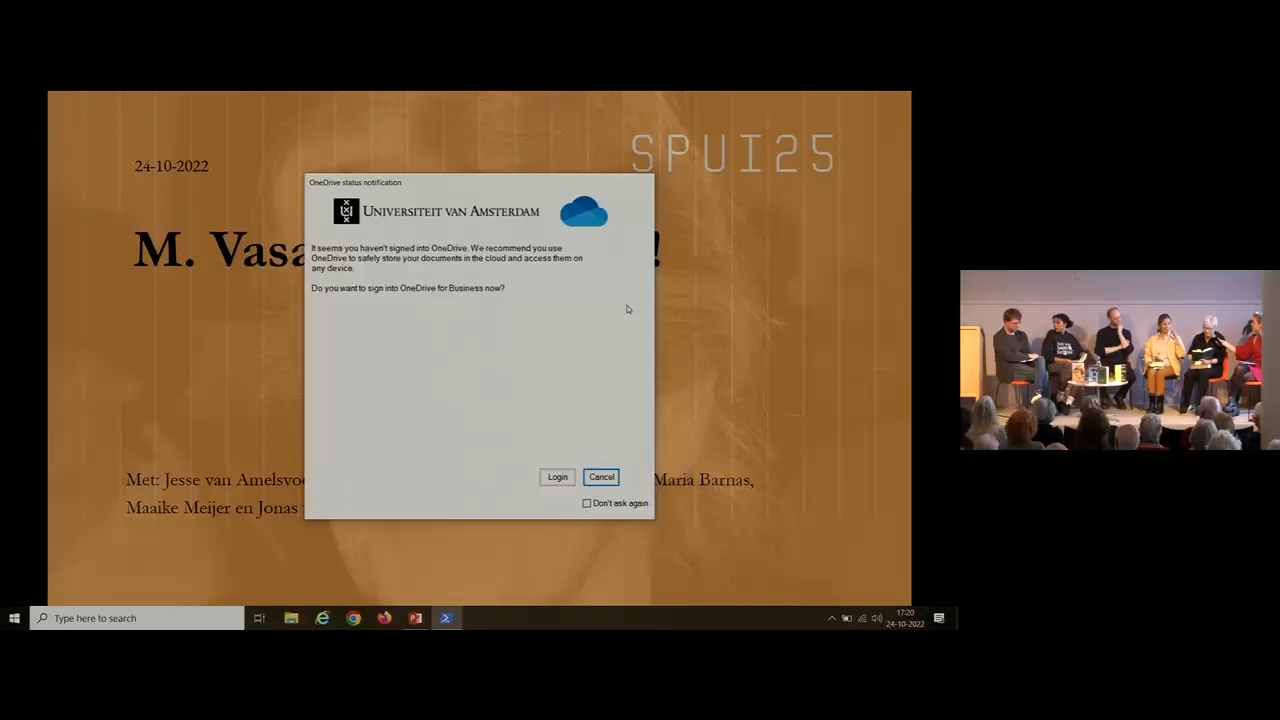 SPUI25
24-10-2022
OneDrive status notification
UNIVERSITEIT VAN AMSTERDAM
M. Vasa !
It seems you haven't signed into OneDrive. We recommend you use
OneDrive to safely store your documents in the cloud and access them on
any device.
Do you want to sign into OneDrive for Business now?
Login Cancel
Met: Jesse van Amelsvoo Maria Barnas,
Don't ask again
Maaike Meijer en Jonas
Type here to search
17:20
24-10-2022